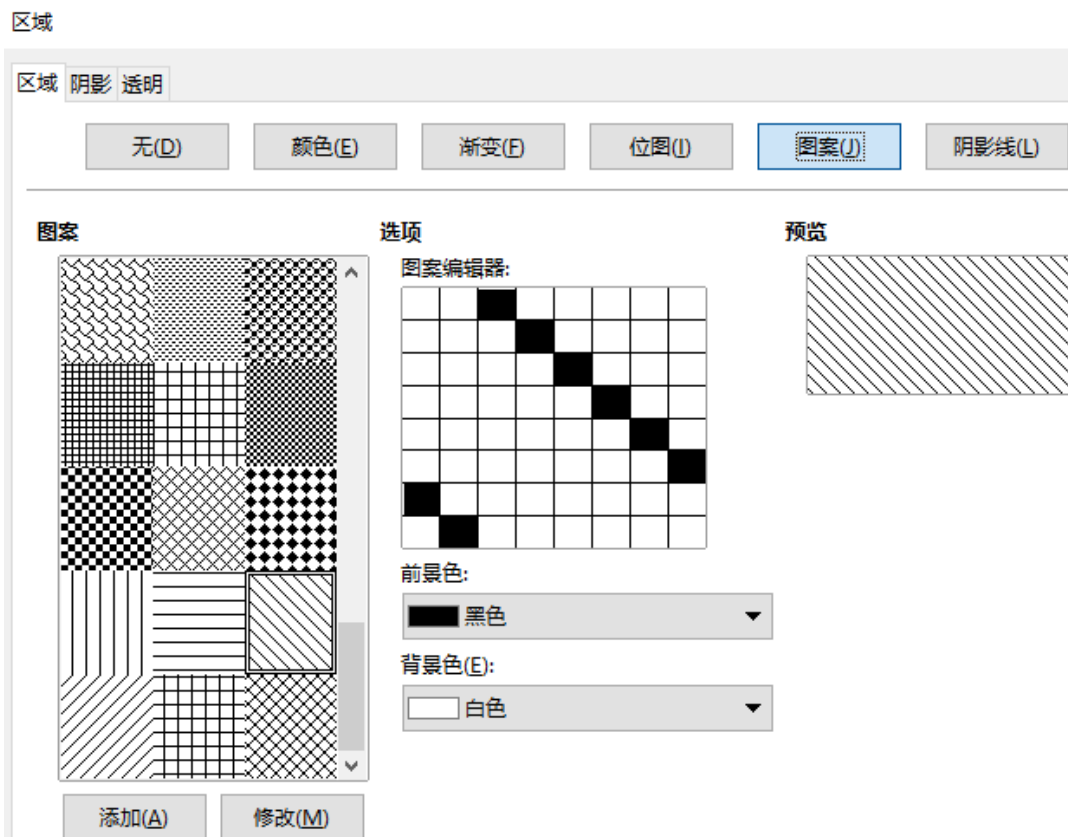 区域
区域 阴影 透明
无(D) 颜色(E) 渐变(F) 位图(I) 图案(J) 阴影线(L)
图案 选项 预览
图案编辑器:
前景色:
黑色
背景色(E):
白色
添加(A) 修改(M)